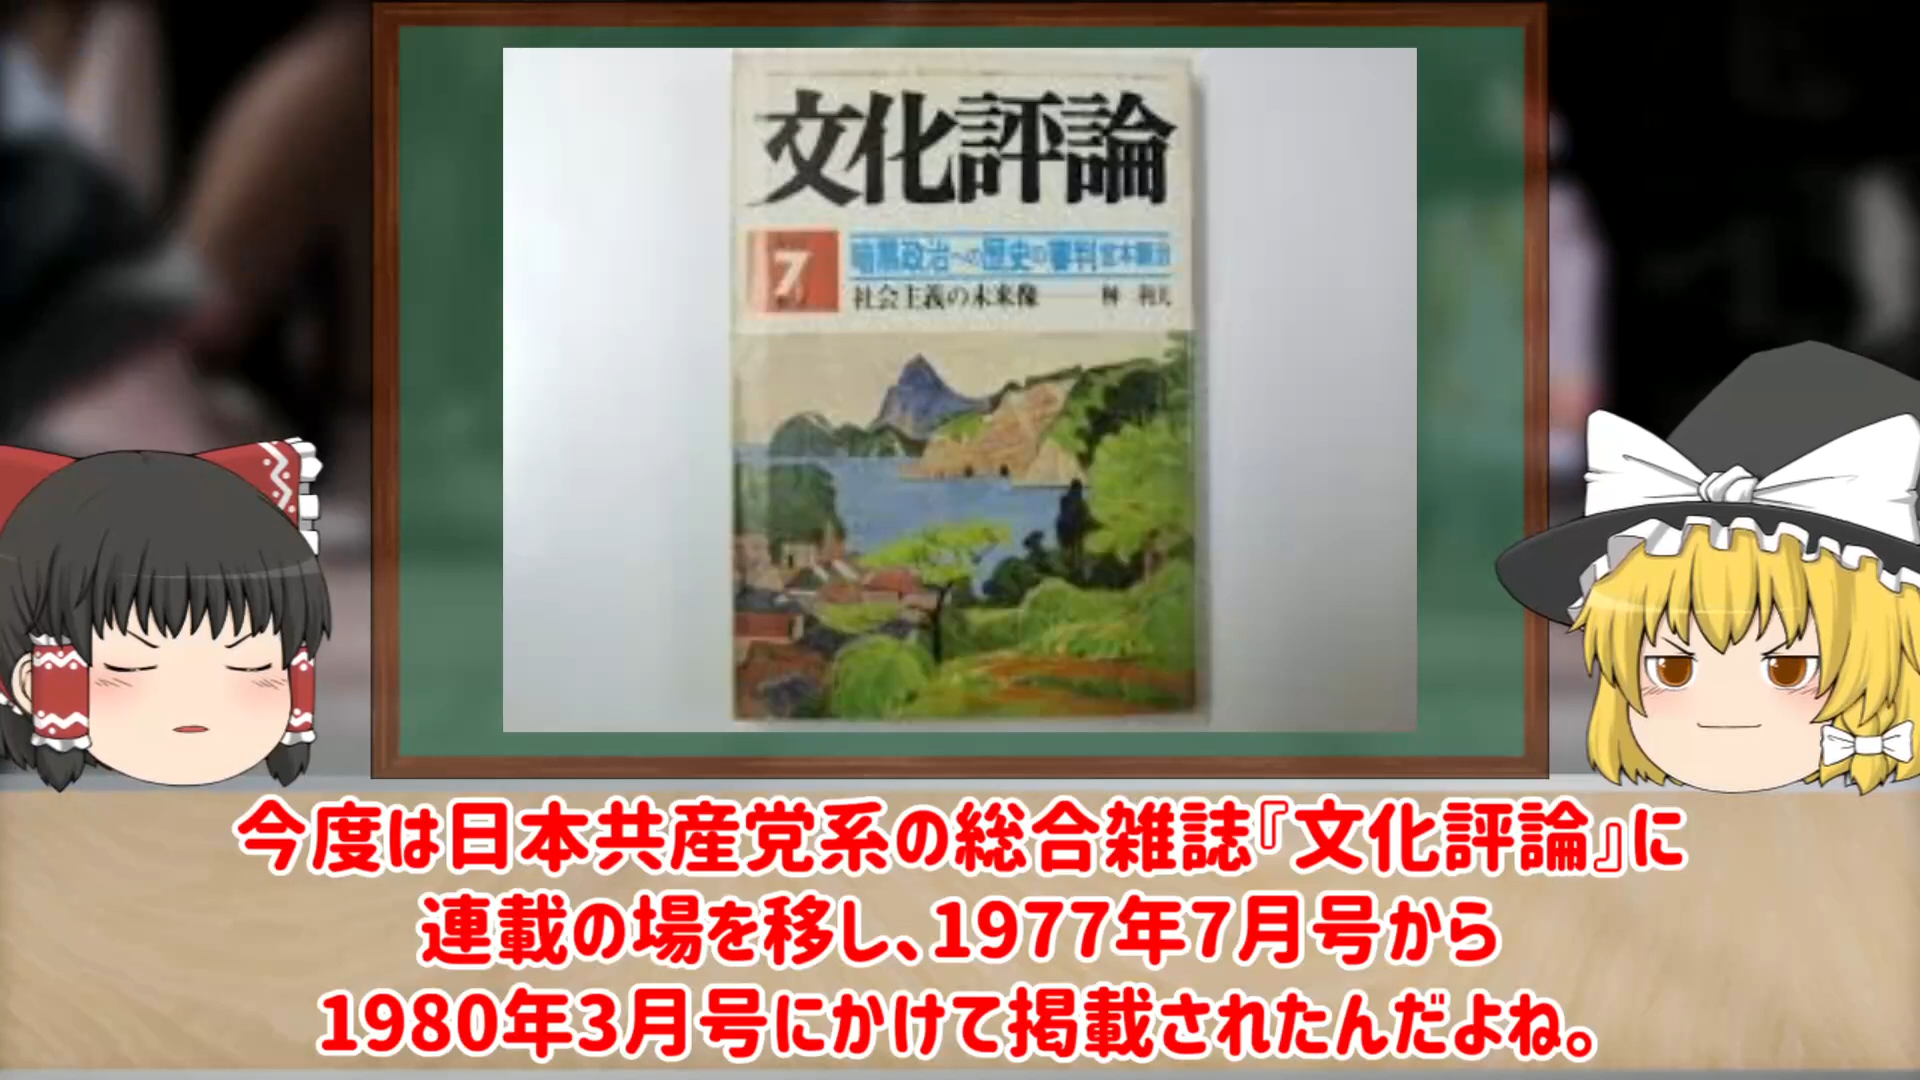 文化評論
7
暗黒政治への歴史の審判 宮本顕治
社会主義の未来像
今度は日本共産党系の総合雑誌『文化評論』に
連載の場を移し、1977年7月号から
1980年3月号にかけて掲載されたんだよね。